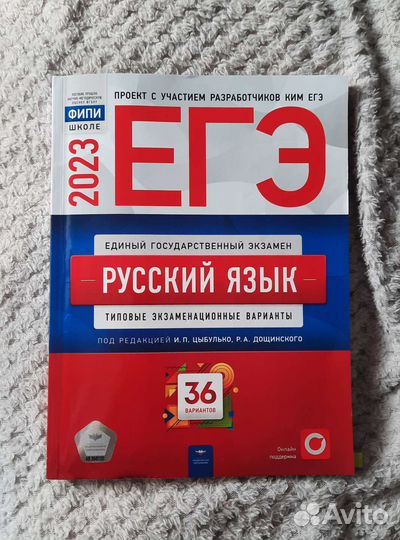 ПРОЕКТ С УЧАСТИЕМ РАЗРАБОТЧИКОВ КИМ ЕГЭ
ФИПИ
ШКОЛЕ
2023
ЕГЭ
ЕДИНЫЙ ГОСУДАРСТВЕННЫЙ ЭКЗАМЕН
РУССКИЙ ЯЗЫК
ТИПОВЫЕ ЭКЗАМЕНАЦИОННЫЕ ВАРИАНТЫ
ПОД РЕДАКЦИЕЙ И.П. ЦЫБУЛЬКО, Р.А. ДОЩИНСКОГО
36
ВАРИАНТОВ
Онлайн
поддержка
Avito